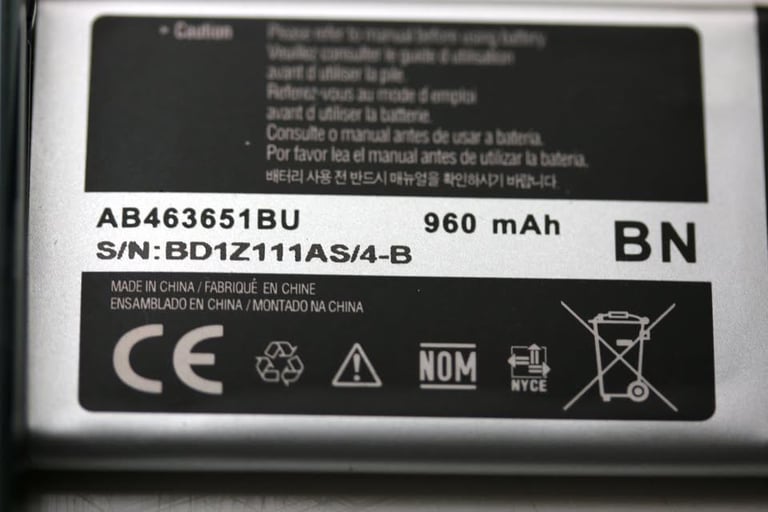 - Caution
Please refer to manual before using battery
Veuillez consulter le guide d'utilisation
avant d'utiliser la pile.
Referez-vous au mode d'emploi
avant d'utiliser la batterie.
Consulte o manual antes de usar a bateria.
Por favor lea el manual antes de utilizar la bateria.
배터리 사용 전 반드시 매뉴얼을 확인하시기 바랍니다.
AB463651BU 960 mAh
S/N:BD1Z111AS/4-B
BN
MADE IN CHINA / FABRIQUÉ EN CHINE
ENSAMBLADO EN CHINA / MONTADO NA CHINA
CE
NOM
NYCE